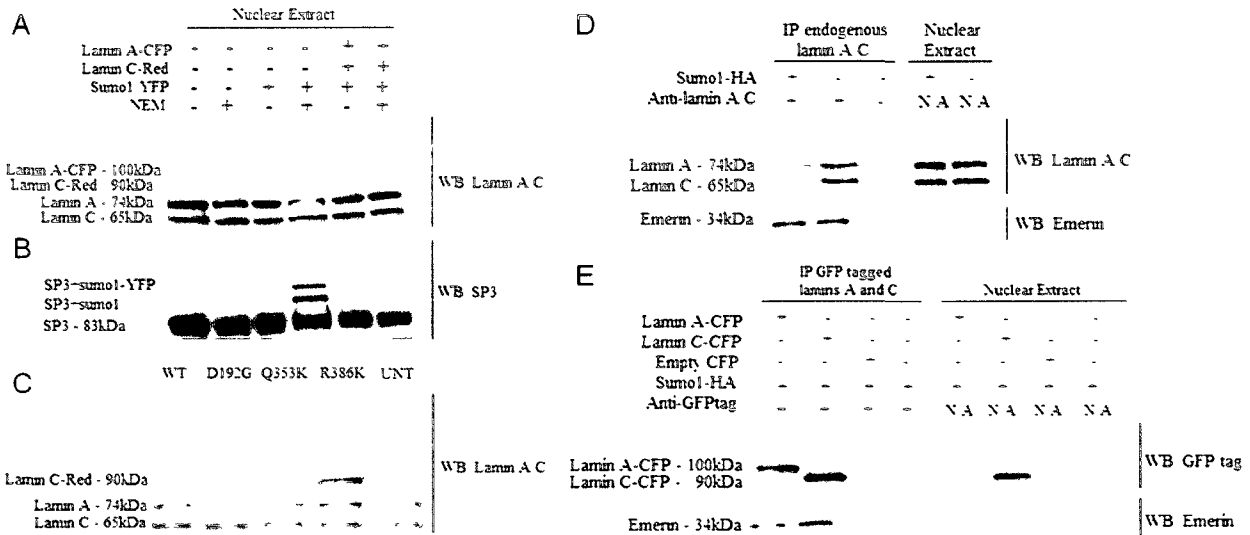 A
Nuclear Extract
Lamin A-CFP - - - - + +
Lamin C-Red - - - - + +
Sumo1 YFP - - + + + +
NEM - + - + - +
Lamin A-CFP - 100kDa
Lamin C-Red 90kDa
Lamin A - 74kDa
Lamin C - 65kDa
WB Lamin A C
B
SP3-sumo1-YFP
SP3-sumo1
SP3 - 83kDa
WB SP3
WT D192G Q353K R386K UNT
C
Lamin C-Red - 90kDa
Lamin A - 74kDa
Lamin C - 65kDa
WB Lamin A C
D
IP endogenous
lamin A C
Nuclear
Extract
Sumo1-HA
Anti-lamin A C
N A N A
Lamin A - 74kDa
Lamin C - 65kDa
WB Lamin A C
Emerin - 34kDa
WB Emerin
E
IP GFP tagged
lamins A and C
Nuclear Extract
Lamin A-CFP
Lamin C-CFP
Empty CFP
Sumo1-HA
Anti-GFPtag
N A N A N A N A
Lamin A-CFP - 100kDa
Lamin C-CFP - 90kDa
WB GFP tag
Emerin - 34kDa
WB Emerin